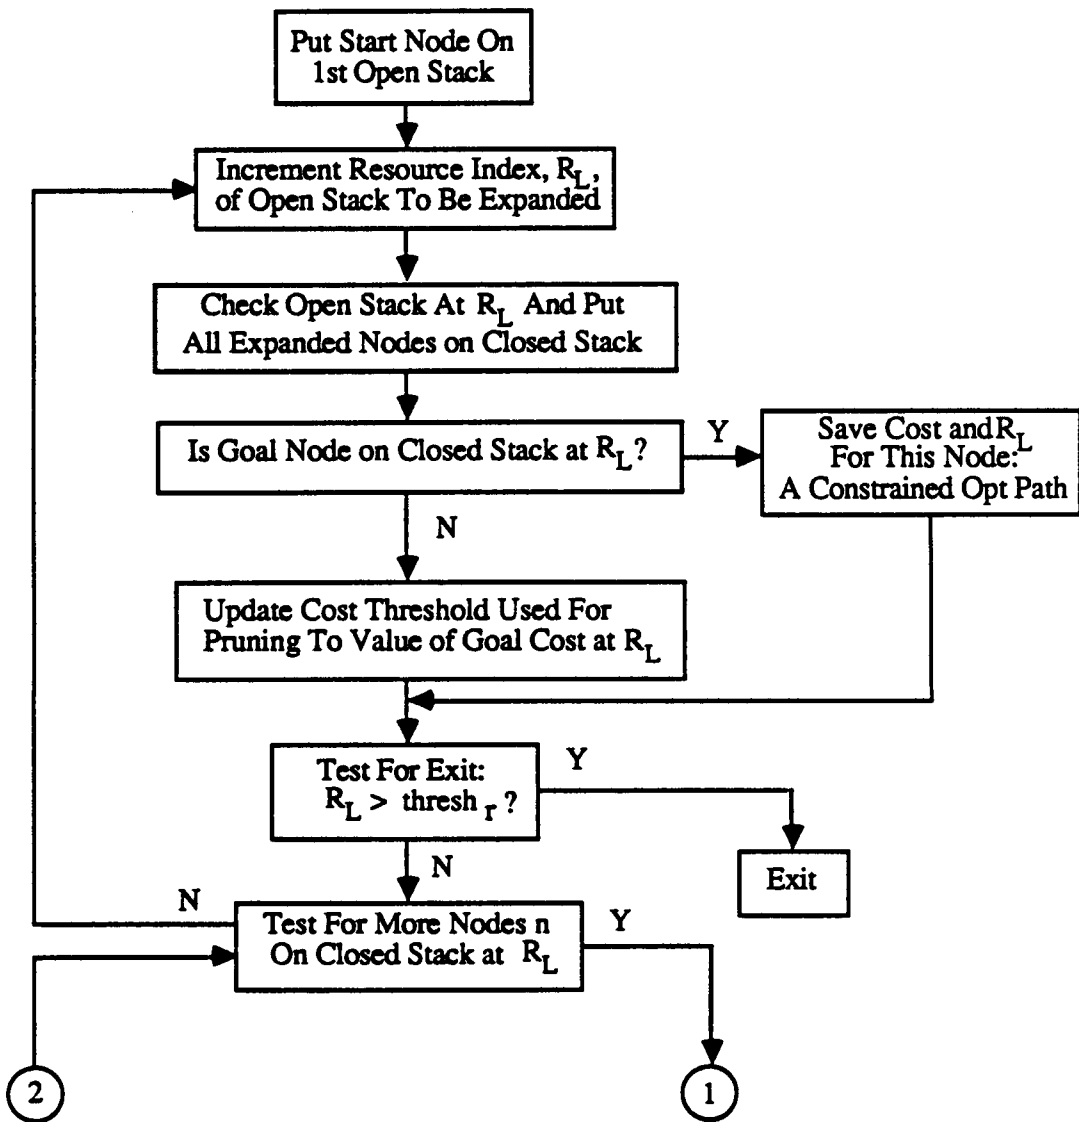 Put Start Node On
1st Open Stack
Increment Resource Index, R_L,
of Open Stack To Be Expanded
Check Open Stack At R_L And Put
All Expanded Nodes on Closed Stack
Is Goal Node on Closed Stack at R_L?
Y
Save Cost and R_L
For This Node:
A Constrained Opt Path
N
Update Cost Threshold Used For
Pruning To Value of Goal Cost at R_L
Test For Exit:
R_L > thresh_r ?
Y
N
Exit
N
Test For More Nodes n
On Closed Stack at R_L
Y
2
1